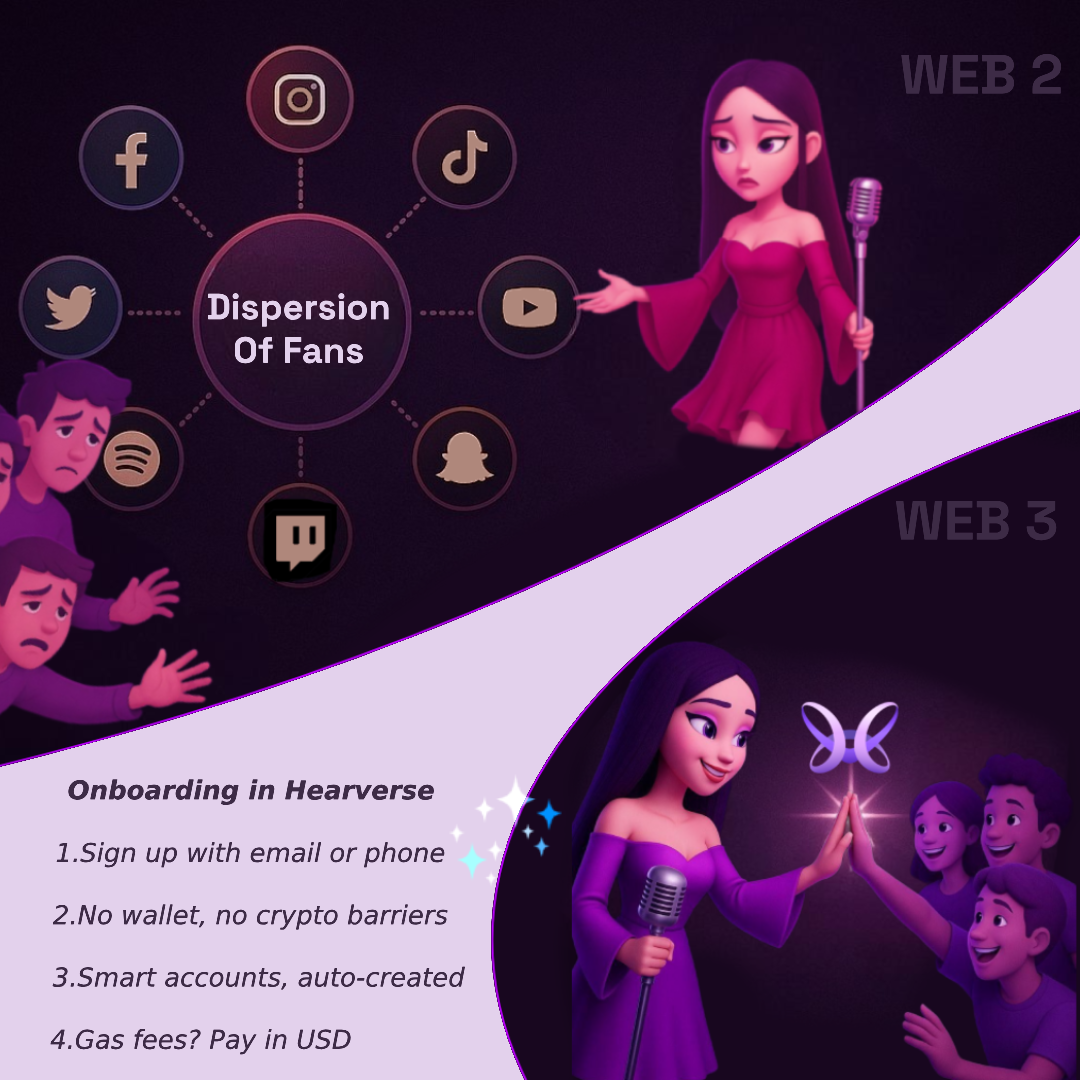 WEB 2
Dispersion
Of Fans
WEB 3
Onboarding in Hearverse
1.Sign up with email or phone
2.No wallet, no crypto barriers
3.Smart accounts, auto-created
4.Gas fees? Pay in USD